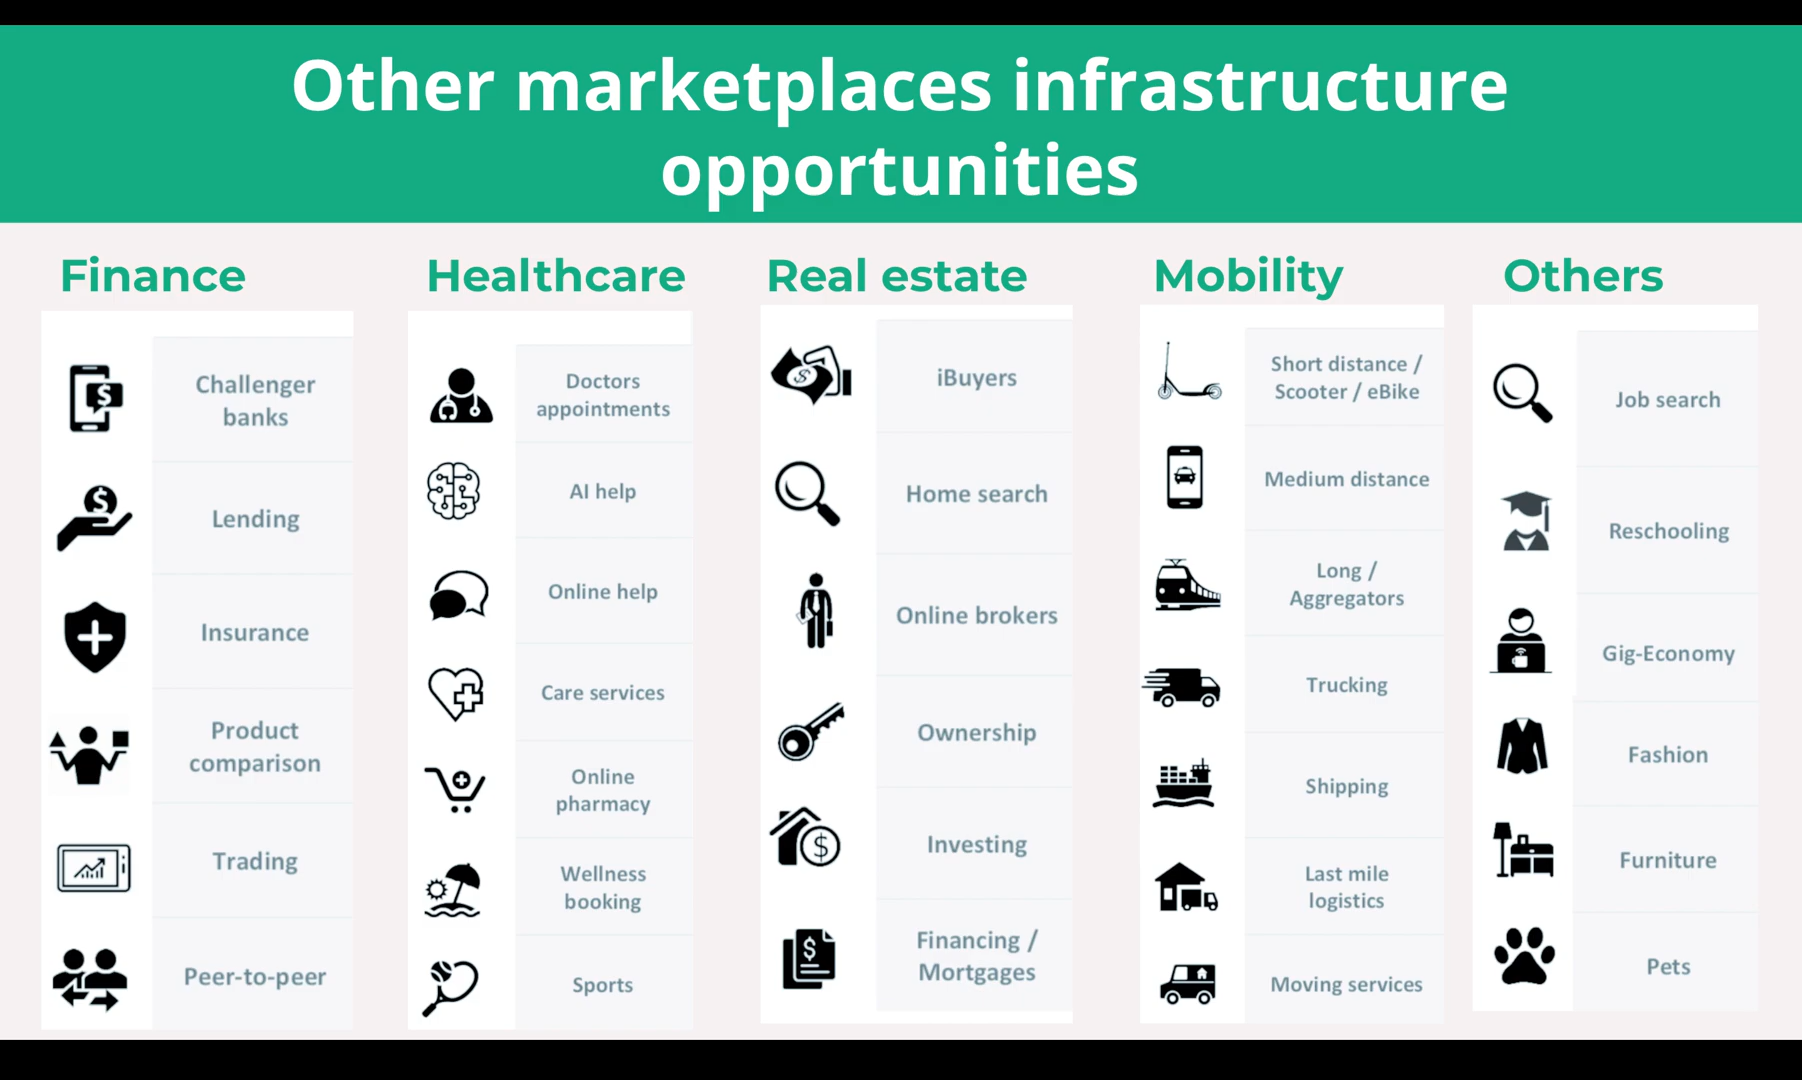 Other marketplaces infrastructure
opportunities
Finance
Challenger
banks
Lending
Insurance
Product
comparison
Trading
Peer-to-peer
Healthcare
Doctors
appointments
AI help
Online help
Care services
Online
pharmacy
Wellness
booking
Sports
Real estate
iBuyers
Home search
Online brokers
Ownership
Investing
Financing /
Mortgages
Mobility
Short distance /
Scooter / eBike
Medium distance
Long /
Aggregators
Trucking
Shipping
Last mile
logistics
Moving services
Others
Job search
Reschooling
Gig-Economy
Fashion
Furniture
Pets